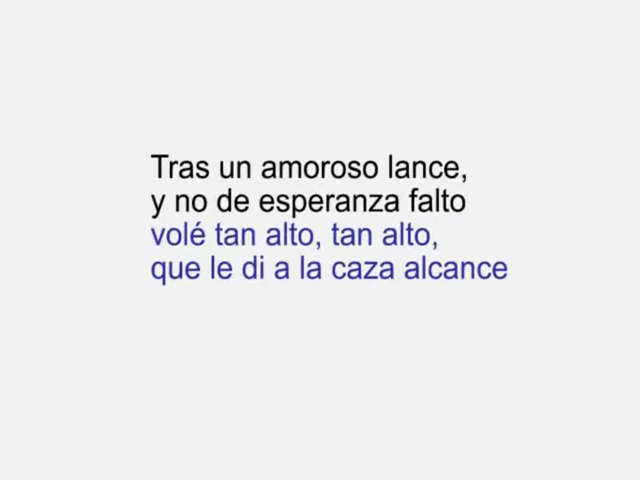 Tras un amoroso lance,
y no de esperanza falto
volé tan alto, tan alto,
que le di a la caza alcance